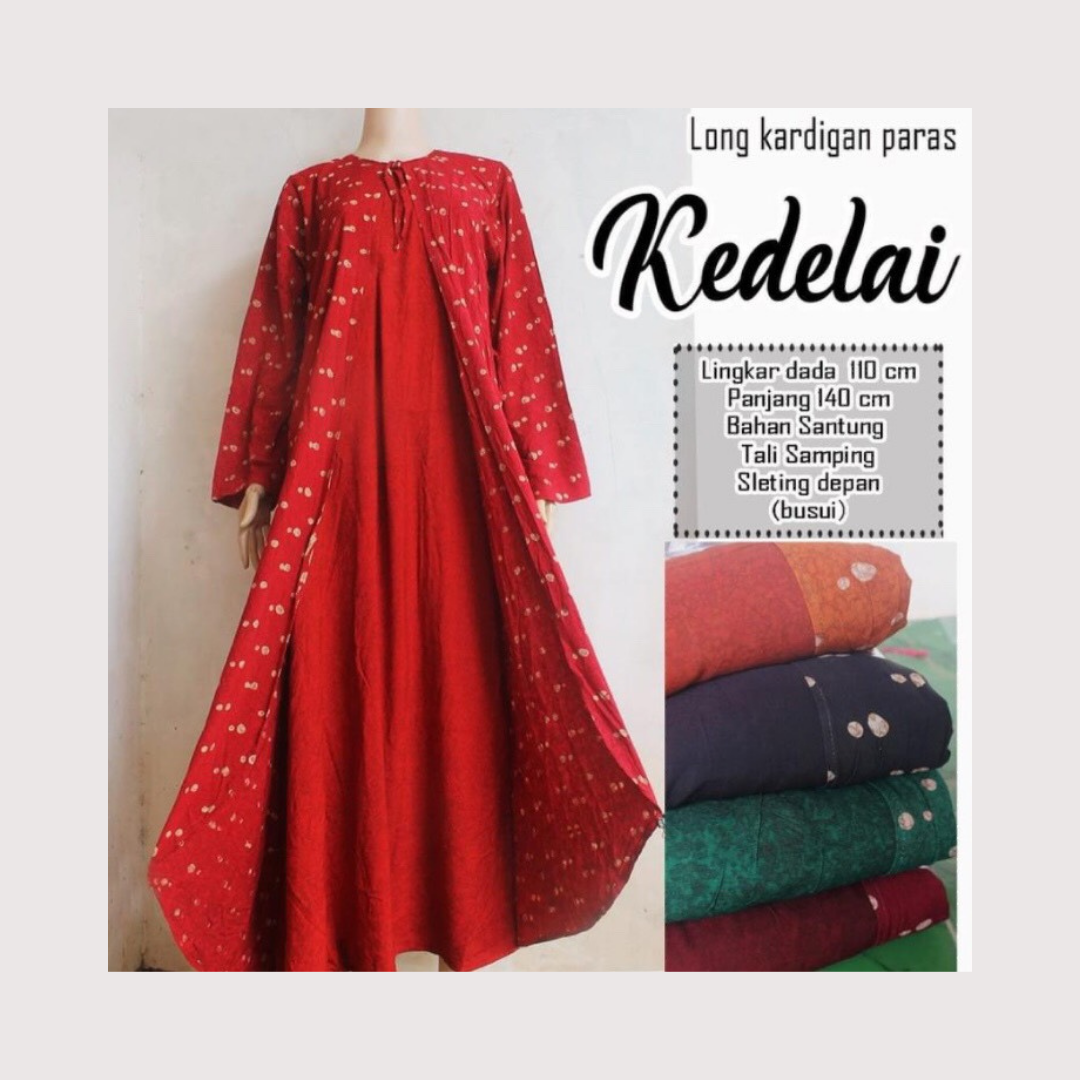 Long kardigan paras
Kedelai
Lingkar dada 110 cm
Panjang 140 cm
Bahan Santung
Tali Samping
Sleting depan
(busui)